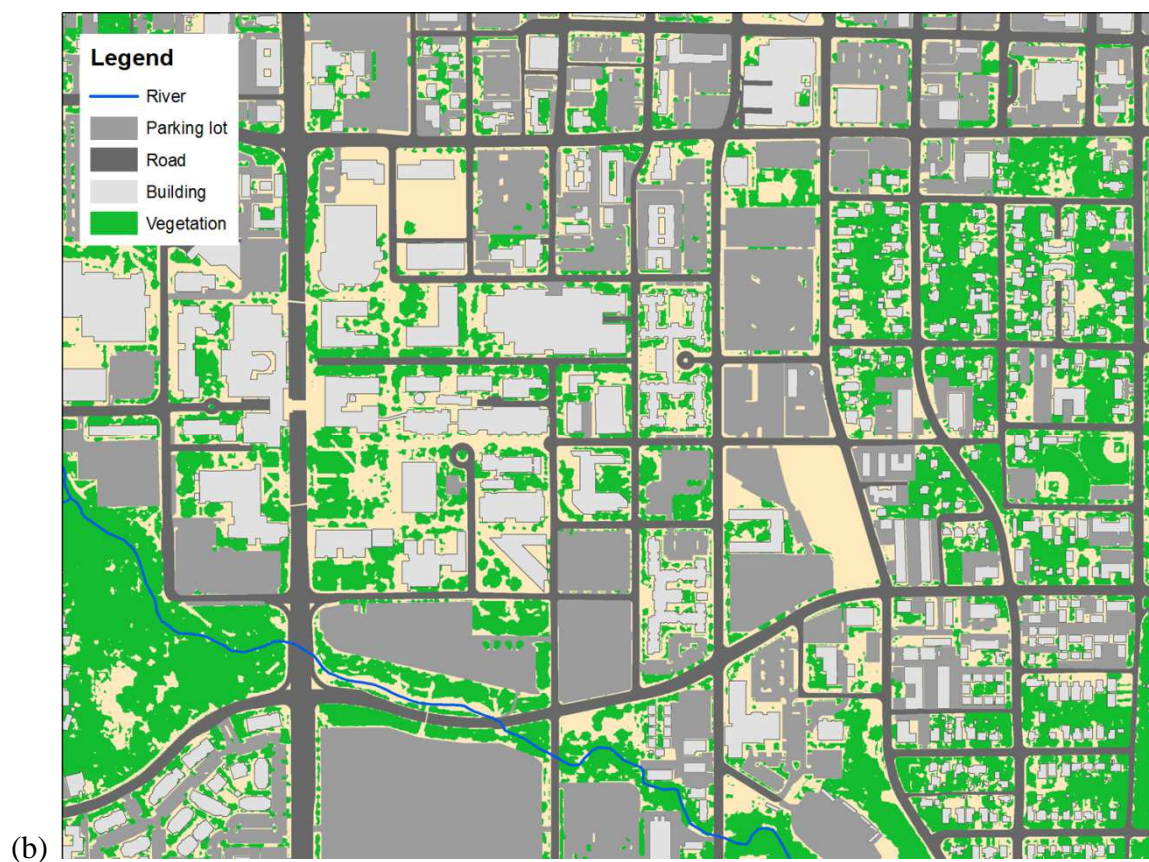 Legend
River
Parking lot
Road
Building
Vegetation
(b)